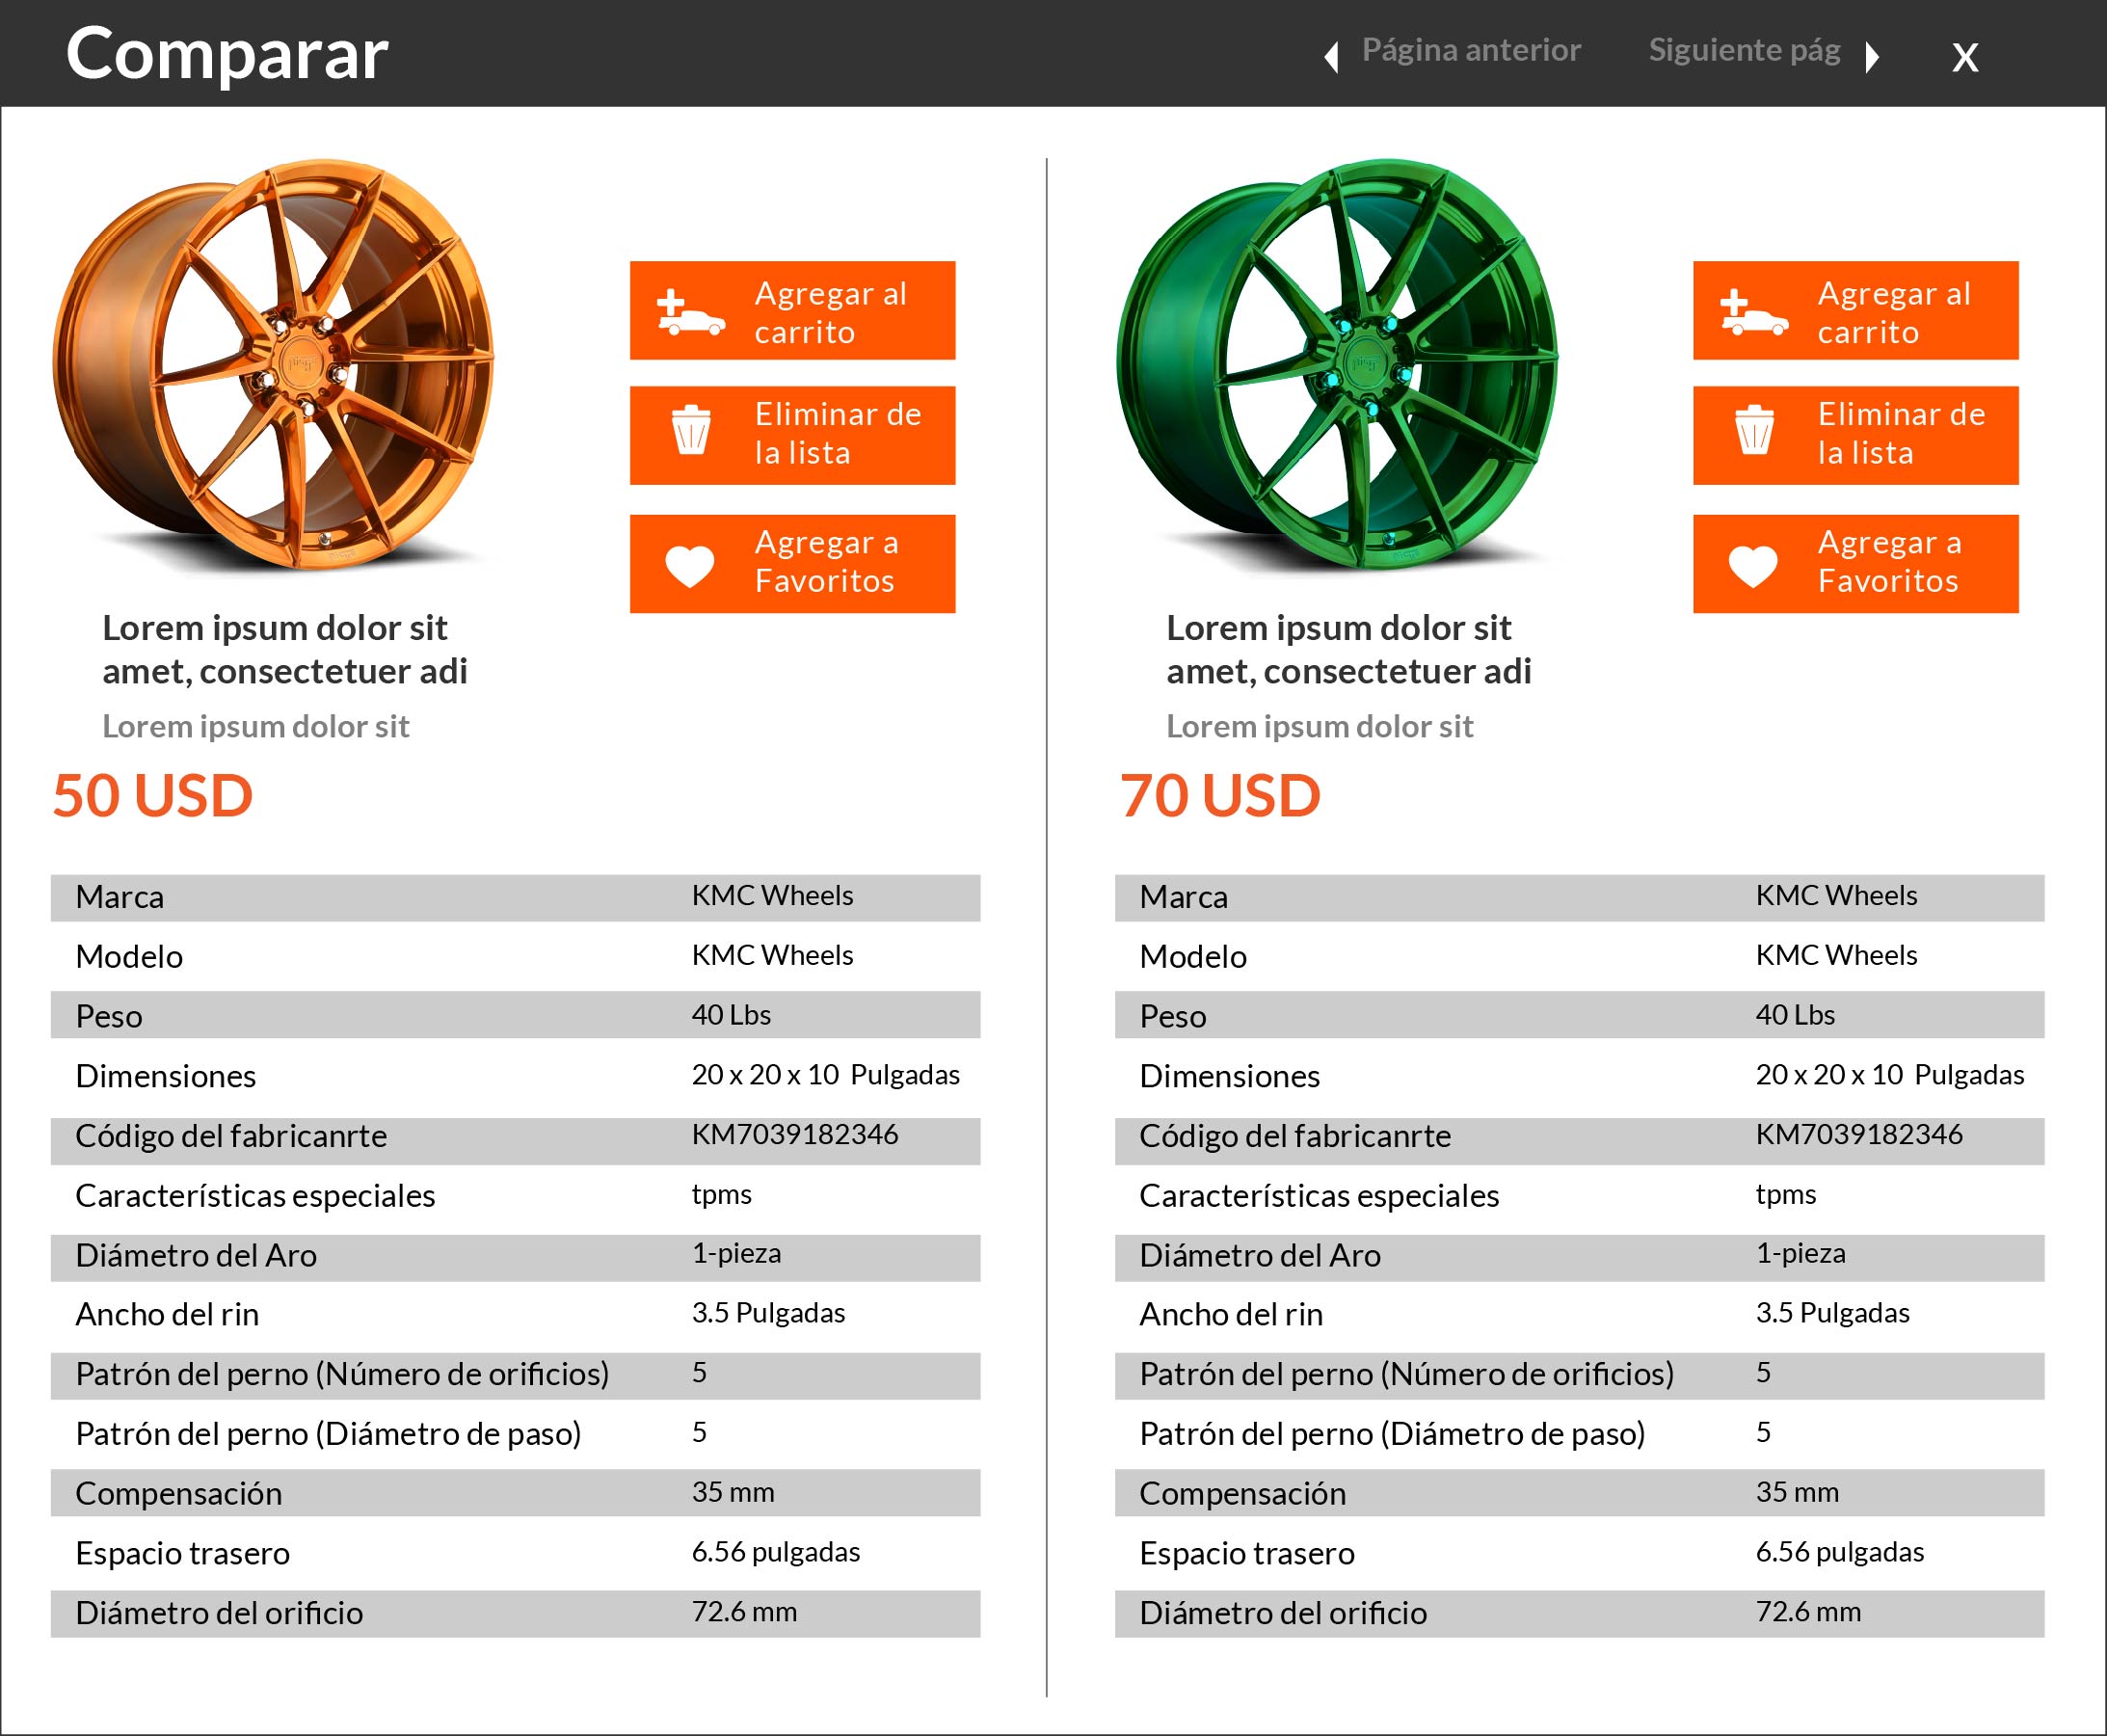 Comparar
Página anterior
Siguiente pág
X
Agregar al
carrito
Eliminar de
la lista
Agregar a
Favoritos
Lorem ipsum dolor sit
amet, consectetuer adi
Lorem ipsum dolor sit
50 USD
Marca KMC Wheels
Modelo KMC Wheels
Peso 40 Lbs
Dimensiones 20 x 20 x 10 Pulgadas
Código del fabricanrte KM7039182346
Características especiales tpms
Diámetro del Aro 1-pieza
Ancho del rin 3.5 Pulgadas
Patrón del perno (Número de orificios) 5
Patrón del perno (Diámetro de paso) 5
Compensación 35 mm
Espacio trasero 6.56 pulgadas
Diámetro del orificio 72.6 mm
Agregar al
carrito
Eliminar de
la lista
Agregar a
Favoritos
Lorem ipsum dolor sit
amet, consectetuer adi
Lorem ipsum dolor sit
70 USD
Marca KMC Wheels
Modelo KMC Wheels
Peso 40 Lbs
Dimensiones 20 x 20 x 10 Pulgadas
Código del fabricanrte KM7039182346
Características especiales tpms
Diámetro del Aro 1-pieza
Ancho del rin 3.5 Pulgadas
Patrón del perno (Número de orificios) 5
Patrón del perno (Diámetro de paso) 5
Compensación 35 mm
Espacio trasero 6.56 pulgadas
Diámetro del orificio 72.6 mm